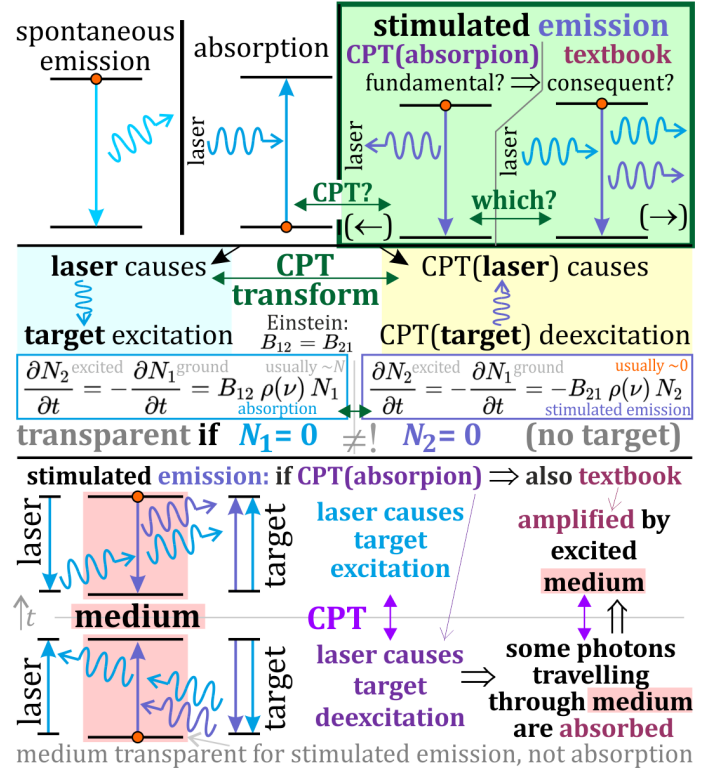 spontaneous
emission
absorption
laser
stimulated emission
CPT(absorpion) textbook
fundamental? ⇒ consequent?
laser
laser
CPT?
which?
(←)
(→)
laser causes
CPT
transform
CPT(laser) causes
target excitation
Einstein:
B₁₂ = B₂₁
CPT(target) deexcitation
∂N₂/∂t excited = −∂N₁/∂t ground = B₁₂ ρ(ν) N₁ usually ~N
absorption
∂N₂/∂t excited = −∂N₁/∂t ground = −B₂₁ ρ(ν) N₂ usually ~0
stimulated emission
transparent if N₁= 0 ≠! N₂= 0 (no target)
stimulated emission: if CPT(absorpion) ⇒ also textbook
laser
target
laser causes
target
excitation
amplified by
excited
medium
t
medium
CPT
⇒
laser
target
laser causes
target
deexcitation
⇒
some photons
travelling
through medium
are absorbed
medium transparent for stimulated emission, not absorption